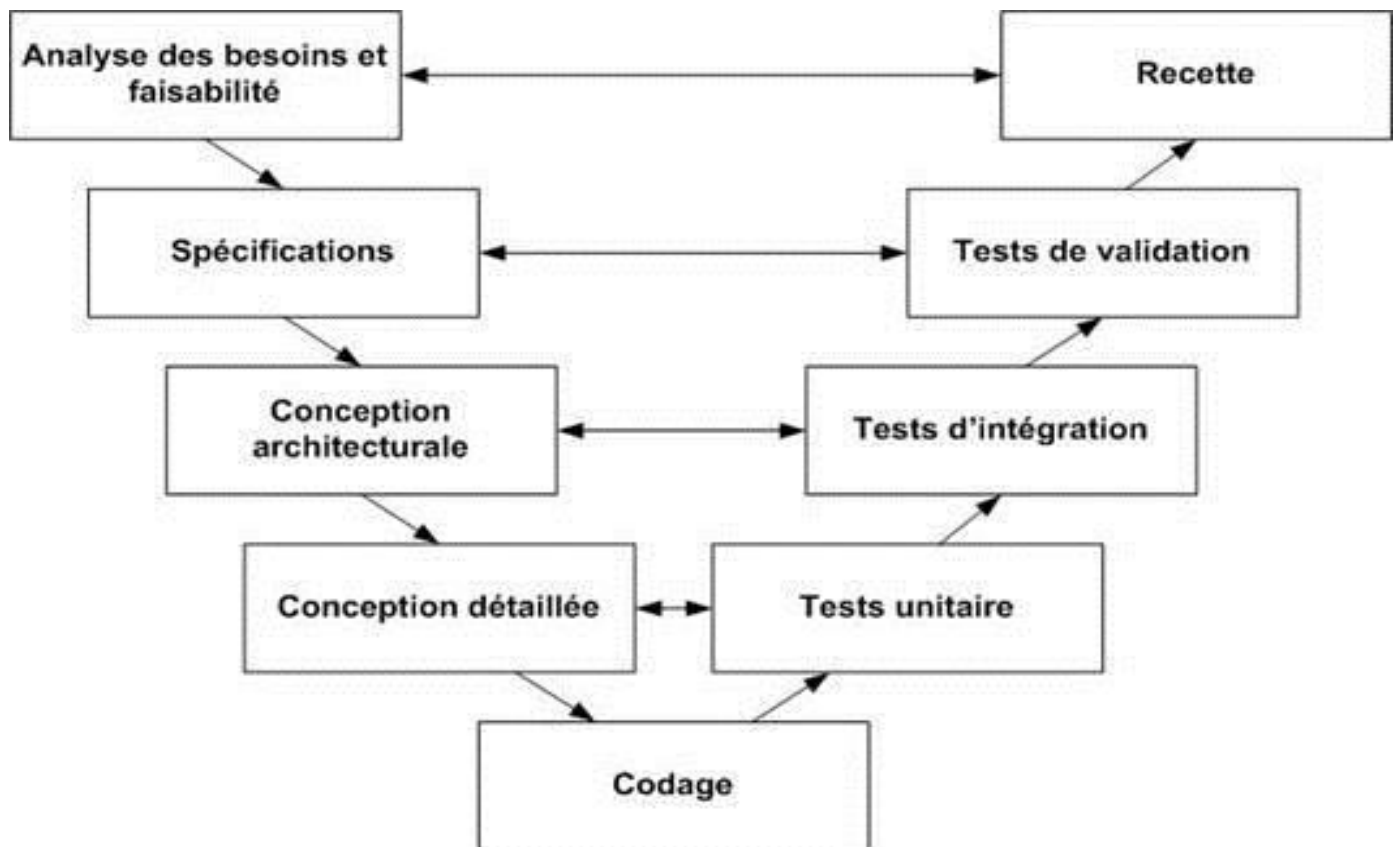 Analyse des besoins et
faisabilité
Recette
Spécifications
Tests de validation
Conception
architecturale
Tests d'intégration
Conception détaillée
Tests unitaire
Codage